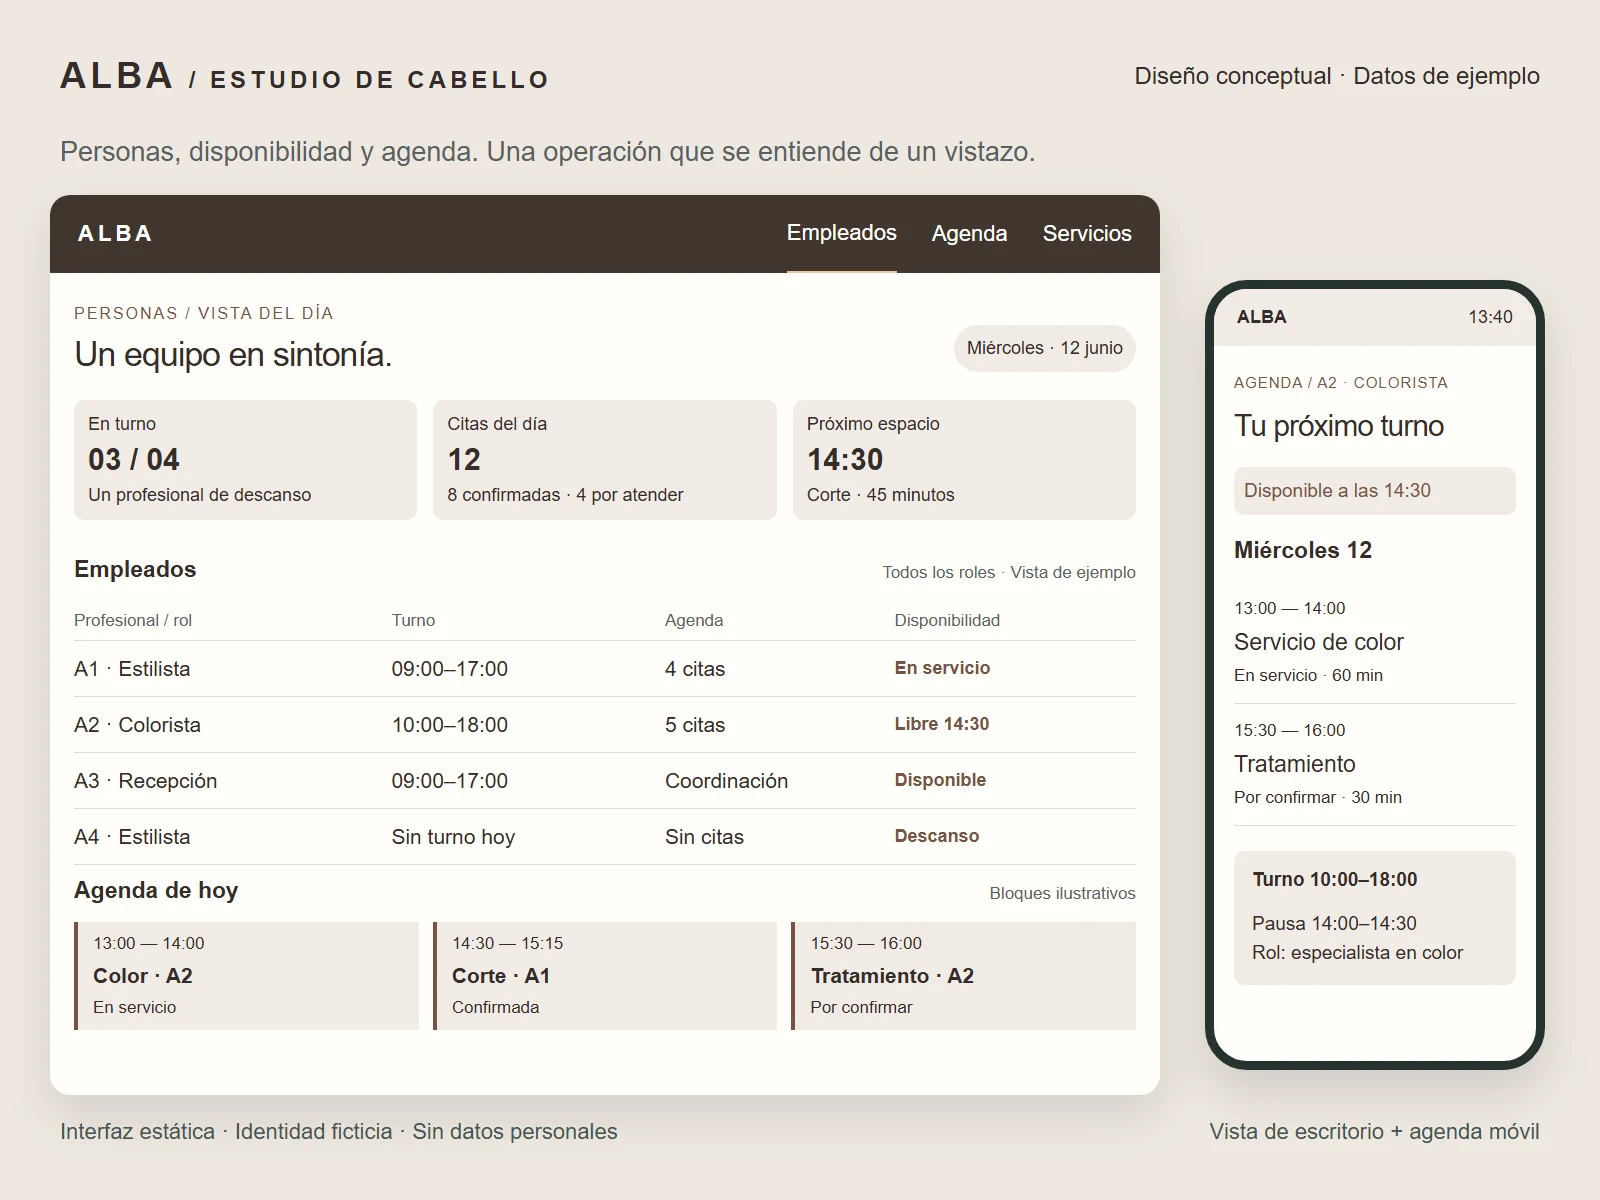 ALBA / ESTUDIO DE CABELLO
Diseño conceptual · Datos de ejemplo
Personas, disponibilidad y agenda. Una operación que se entiende de un vistazo.
ALBA
Empleados Agenda Servicios
PERSONAS / VISTA DEL DÍA
Un equipo en sintonía.
Miércoles · 12 junio
En turno
03 / 04
Un profesional de descanso
Citas del día
12
8 confirmadas · 4 por atender
Próximo espacio
14:30
Corte · 45 minutos
Empleados
Todos los roles · Vista de ejemplo
Profesional / rol Turno Agenda Disponibilidad
A1 · Estilista 09:00–17:00 4 citas En servicio
A2 · Colorista 10:00–18:00 5 citas Libre 14:30
A3 · Recepción 09:00–17:00 Coordinación Disponible
A4 · Estilista Sin turno hoy Sin citas Descanso
Agenda de hoy
Bloques ilustrativos
13:00 — 14:00
Color · A2
En servicio
14:30 — 15:15
Corte · A1
Confirmada
15:30 — 16:00
Tratamiento · A2
Por confirmar
ALBA 13:40
AGENDA / A2 · COLORISTA
Tu próximo turno
Disponible a las 14:30
Miércoles 12
13:00 — 14:00
Servicio de color
En servicio · 60 min
15:30 — 16:00
Tratamiento
Por confirmar · 30 min
Turno 10:00–18:00
Pausa 14:00–14:30
Rol: especialista en color
Interfaz estática · Identidad ficticia · Sin datos personales
Vista de escritorio + agenda móvil